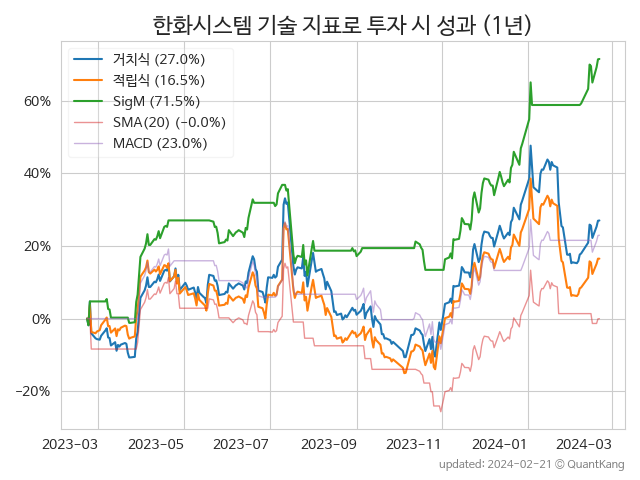 한화시스템 기술 지표로 투자 시 성과 (1년)
거치식 (27.0%)
적립식 (16.5%)
SigM (71.5%)
SMA(20) (−0.0%)
MACD (23.0%)
60%
40%
20%
0%
−20%
2023-03 2023-05 2023-07 2023-09 2023-11 2024-01 2024-03
updated: 2024-02-21 © QuantKang